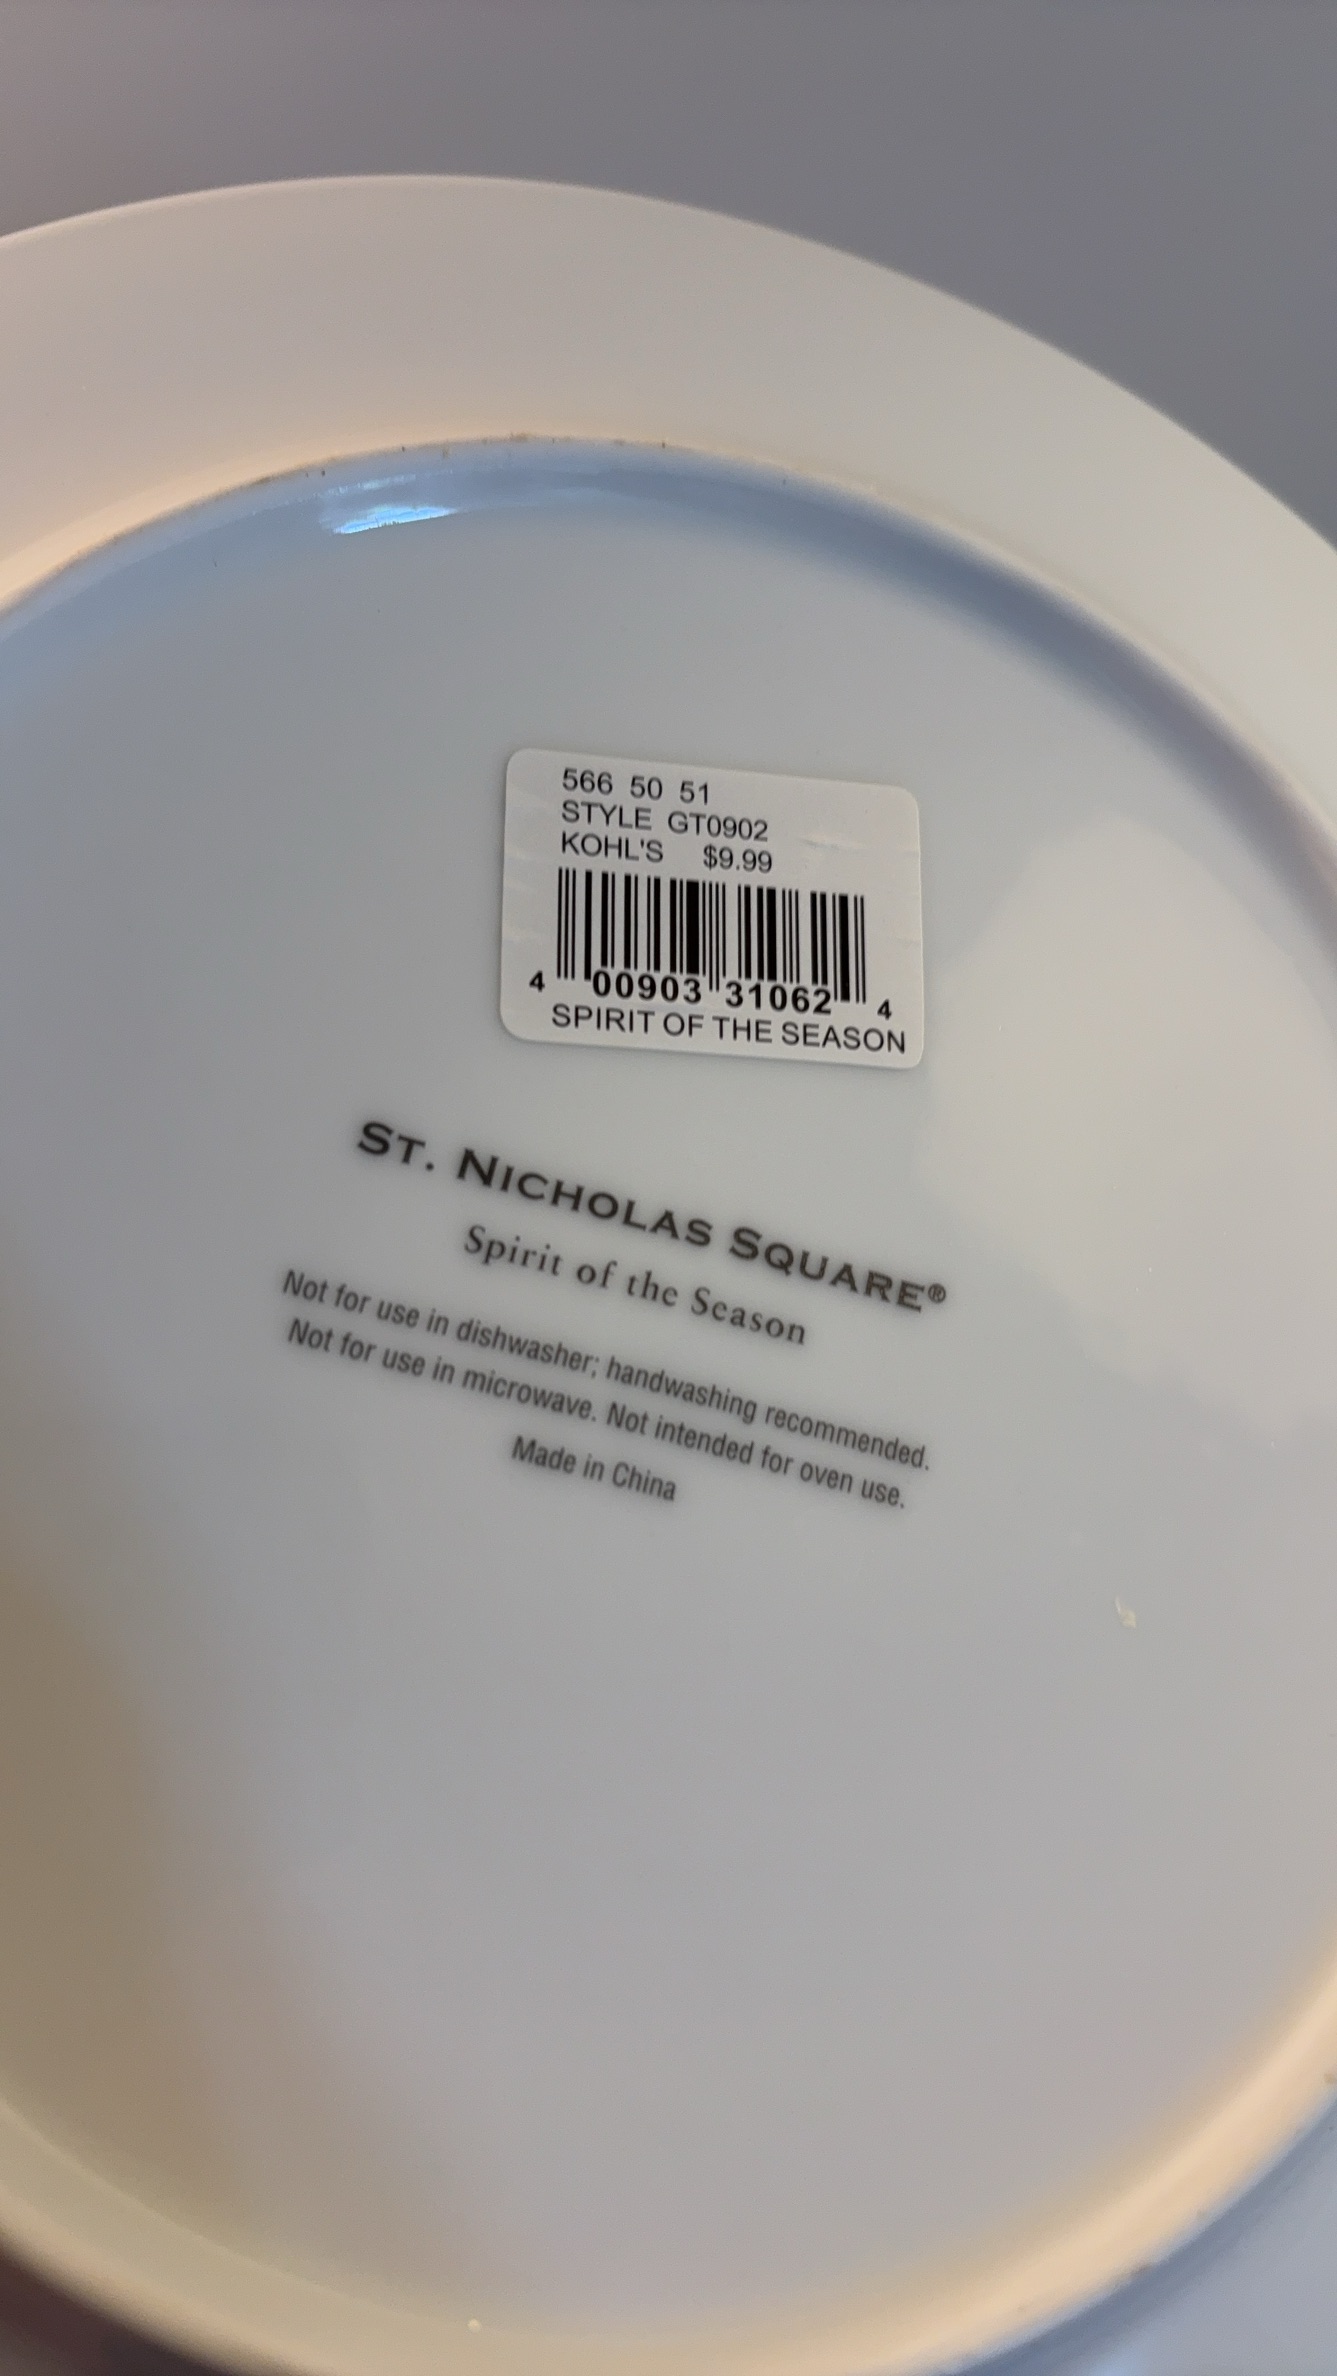 566 50 51
STYLE GT0902
KOHL'S $9.99
4 00903 31062 4
SPIRIT OF THE SEASON
ST. NICHOLAS SQUARE®
Spirit of the Season
Not for use in dishwasher; handwashing recommended.
Not for use in microwave. Not intended for oven use.
Made in China